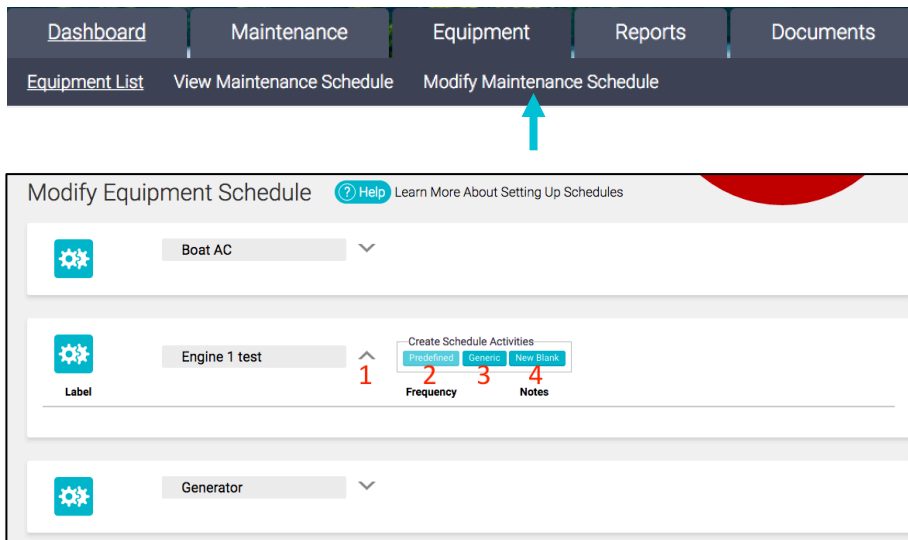 Dashboard Maintenance Equipment Reports Documents
Equipment List View Maintenance Schedule Modify Maintenance Schedule
Modify Equipment Schedule ? Help Learn More About Setting Up Schedules
Boat AC
Create Schedule Activities
Engine 1 test Predefined Generic New Blank
1 2 3 4
Label Frequency Notes
Generator